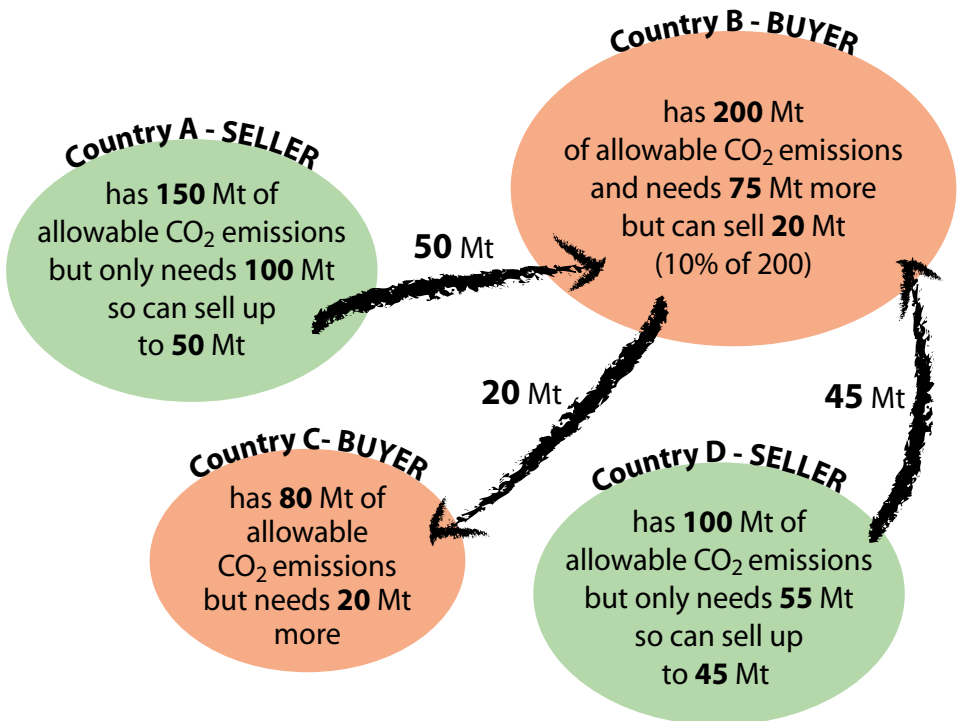 Country A - SELLER
has 150 Mt of
allowable CO₂ emissions
but only needs 100 Mt
so can sell up
to 50 Mt
50 Mt
Country B - BUYER
has 200 Mt
of allowable CO₂ emissions
and needs 75 Mt more
but can sell 20 Mt
(10% of 200)
20 Mt
45 Mt
Country C- BUYER
has 80 Mt of
allowable
CO₂ emissions
but needs 20 Mt
more
Country D - SELLER
has 100 Mt of
allowable CO₂ emissions
but only needs 55 Mt
so can sell up
to 45 Mt